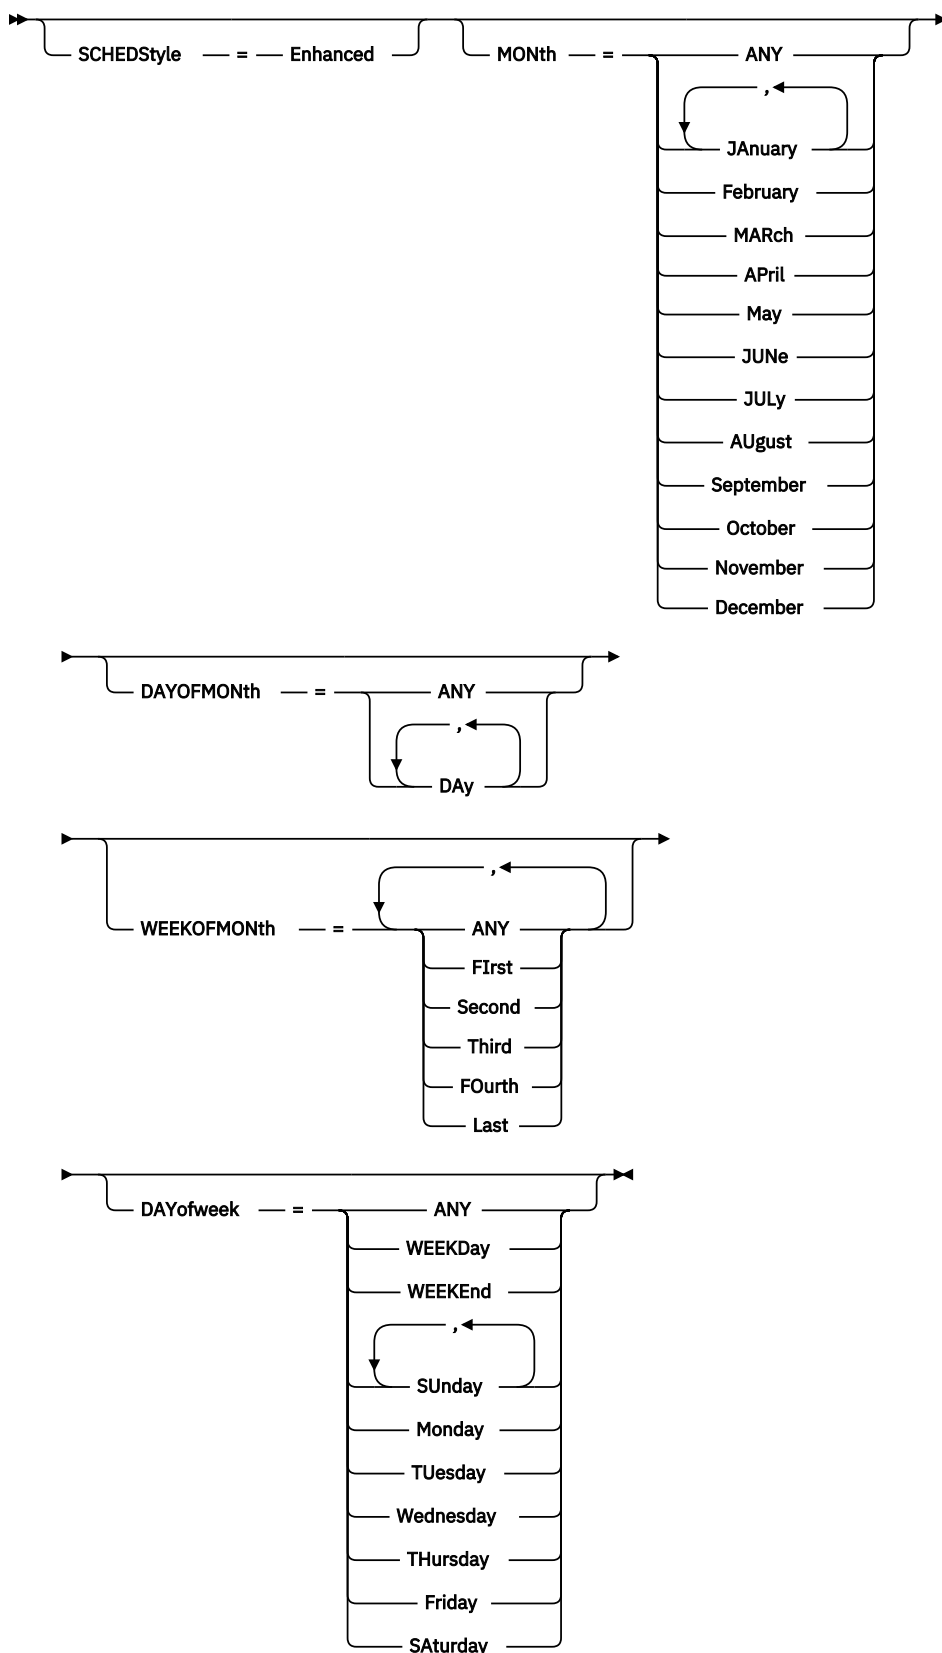 SCHEDStyle = Enhanced MONth = ANY
,
JAnuary
February
MARch
APril
May
JUNe
JULy
AUgust
September
October
November
December
DAYOFMONth = ANY
,
DAy
,
WEEKOFMONth = ANY
FIrst
Second
Third
FOurth
Last
DAYofweek = ANY
WEEKDay
WEEKEnd
,
SUnday
Monday
TUesday
Wednesday
THursday
Friday
SAturday